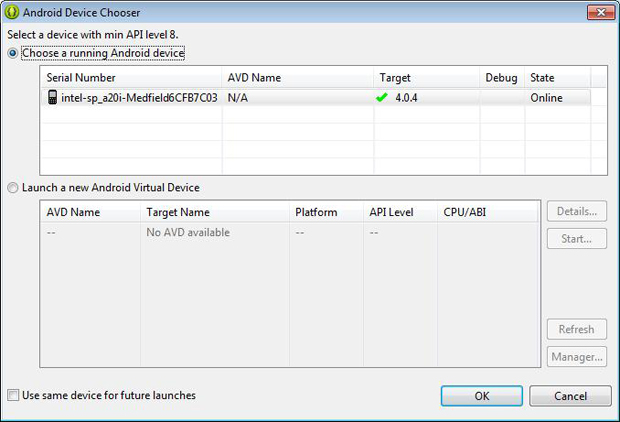 Android Device Chooser
Select a device with min API level 8.
Choose a running Android device
Serial Number AVD Name Target Debug State
intel-sp_a20i-Medfield6CFB7C03 N/A 4.0.4 Online
Launch a new Android Virtual Device
AVD Name Target Name Platform API Level CPU/ABI Details...
-- No AVD available -- --
Start...
Refresh
Manager...
Use same device for future launches OK Cancel